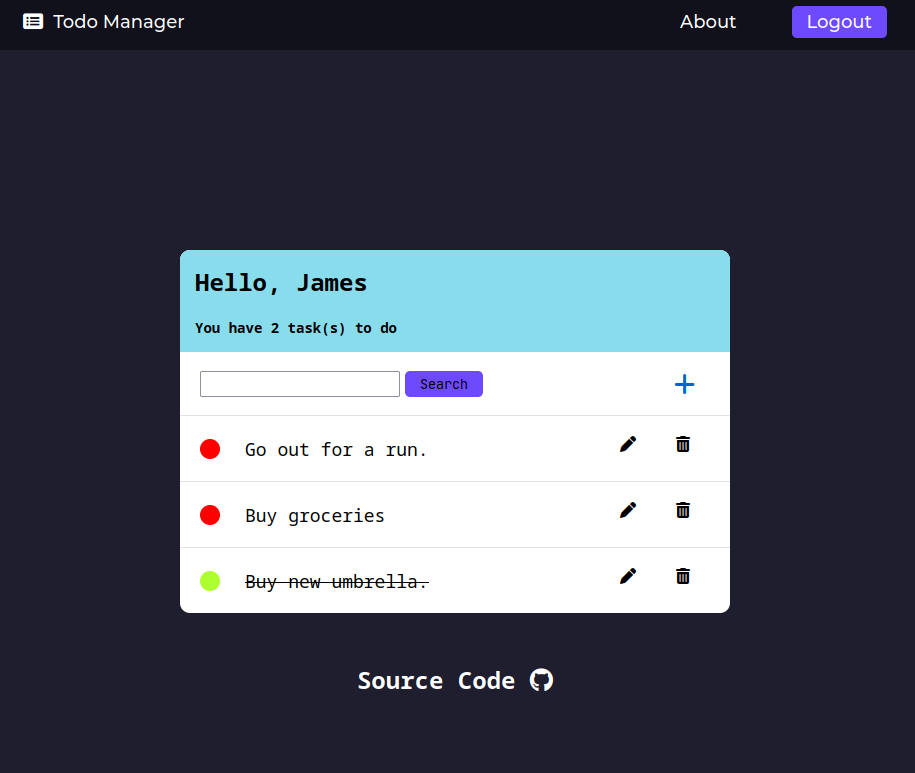 Todo Manager About Logout
Hello, James
You have 2 task(s) to do
Search
Go out for a run.
Buy groceries
Buy new umbrella.
Source Code